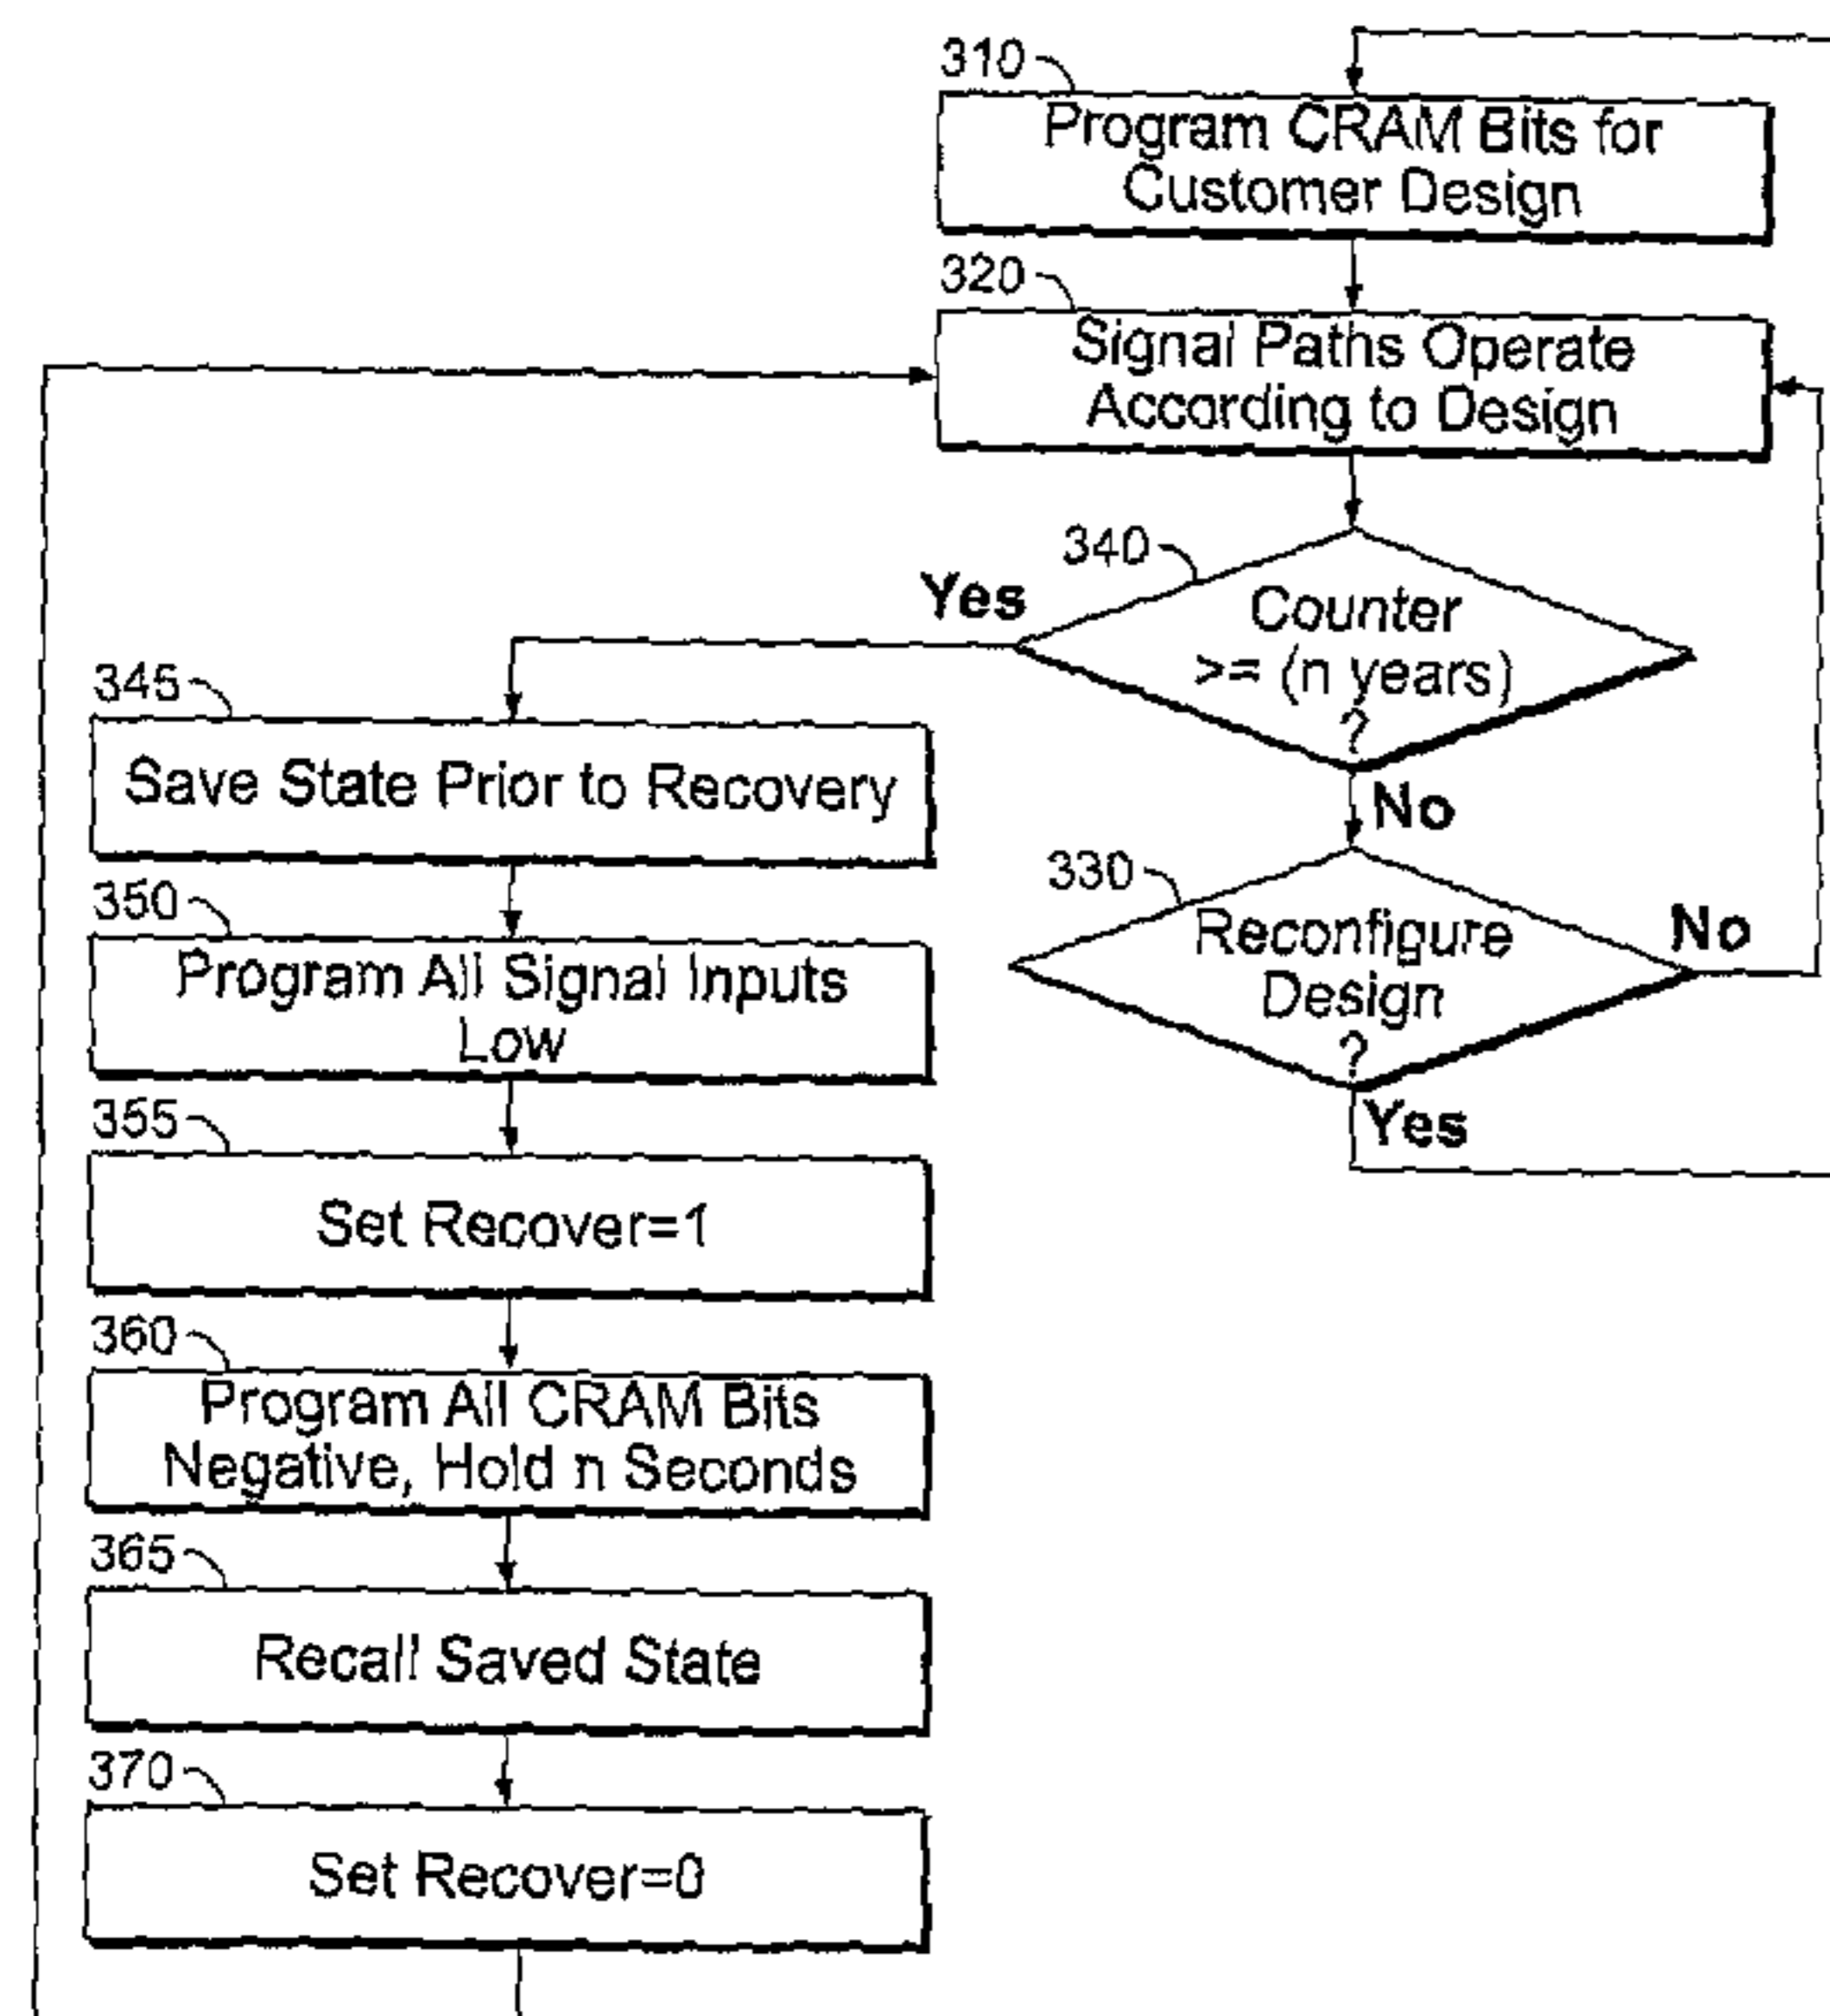 310
Program CRAM Bits for
Customer Design
320
Signal Paths Operate
According to Design
340
Yes
Counter
>= (n years)
?
No
330
Reconfigure
Design
?
No
Yes
345
Save State Prior to Recovery
350
Program All Signal Inputs
Low
355
Set Recover=1
360
Program All CRAM Bits
Negative, Hold n Seconds
365
Recall Saved State
370
Set Recover=0